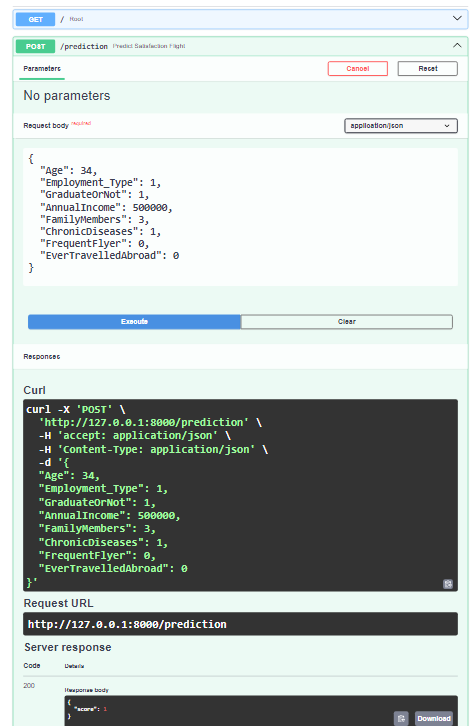 GET / Root
POST /prediction Predict Satisfaction Flight
Parameters
Cancel
Reset
No parameters
Request body required
application/json
{
"Age": 34,
"Employment_Type": 1,
"GraduateOrNot": 1,
"AnnualIncome": 500000,
"FamilyMembers": 3,
"ChronicDiseases": 1,
"FrequentFlyer": 0,
"EverTravelledAbroad": 0
}
Execute
Clear
Responses
Curl
curl -X 'POST' \
'http://127.0.0.1:8000/prediction' \
-H 'accept: application/json' \
-H 'Content-Type: application/json' \
-d '{
"Age": 34,
"Employment_Type": 1,
"GraduateOrNot": 1,
"AnnualIncome": 500000,
"FamilyMembers": 3,
"ChronicDiseases": 1,
"FrequentFlyer": 0,
"EverTravelledAbroad": 0
}'
Request URL
http://127.0.0.1:8000/prediction
Server response
Code Details
200
Response body
{
"score": 1
}
Download